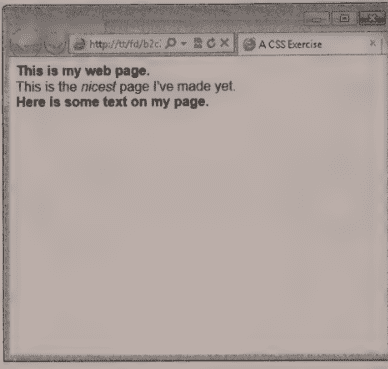 http://tt/fd/b2c
A CSS Exercise
This is my web page.
This is the nicest page I've made yet.
Here is some text on my page.